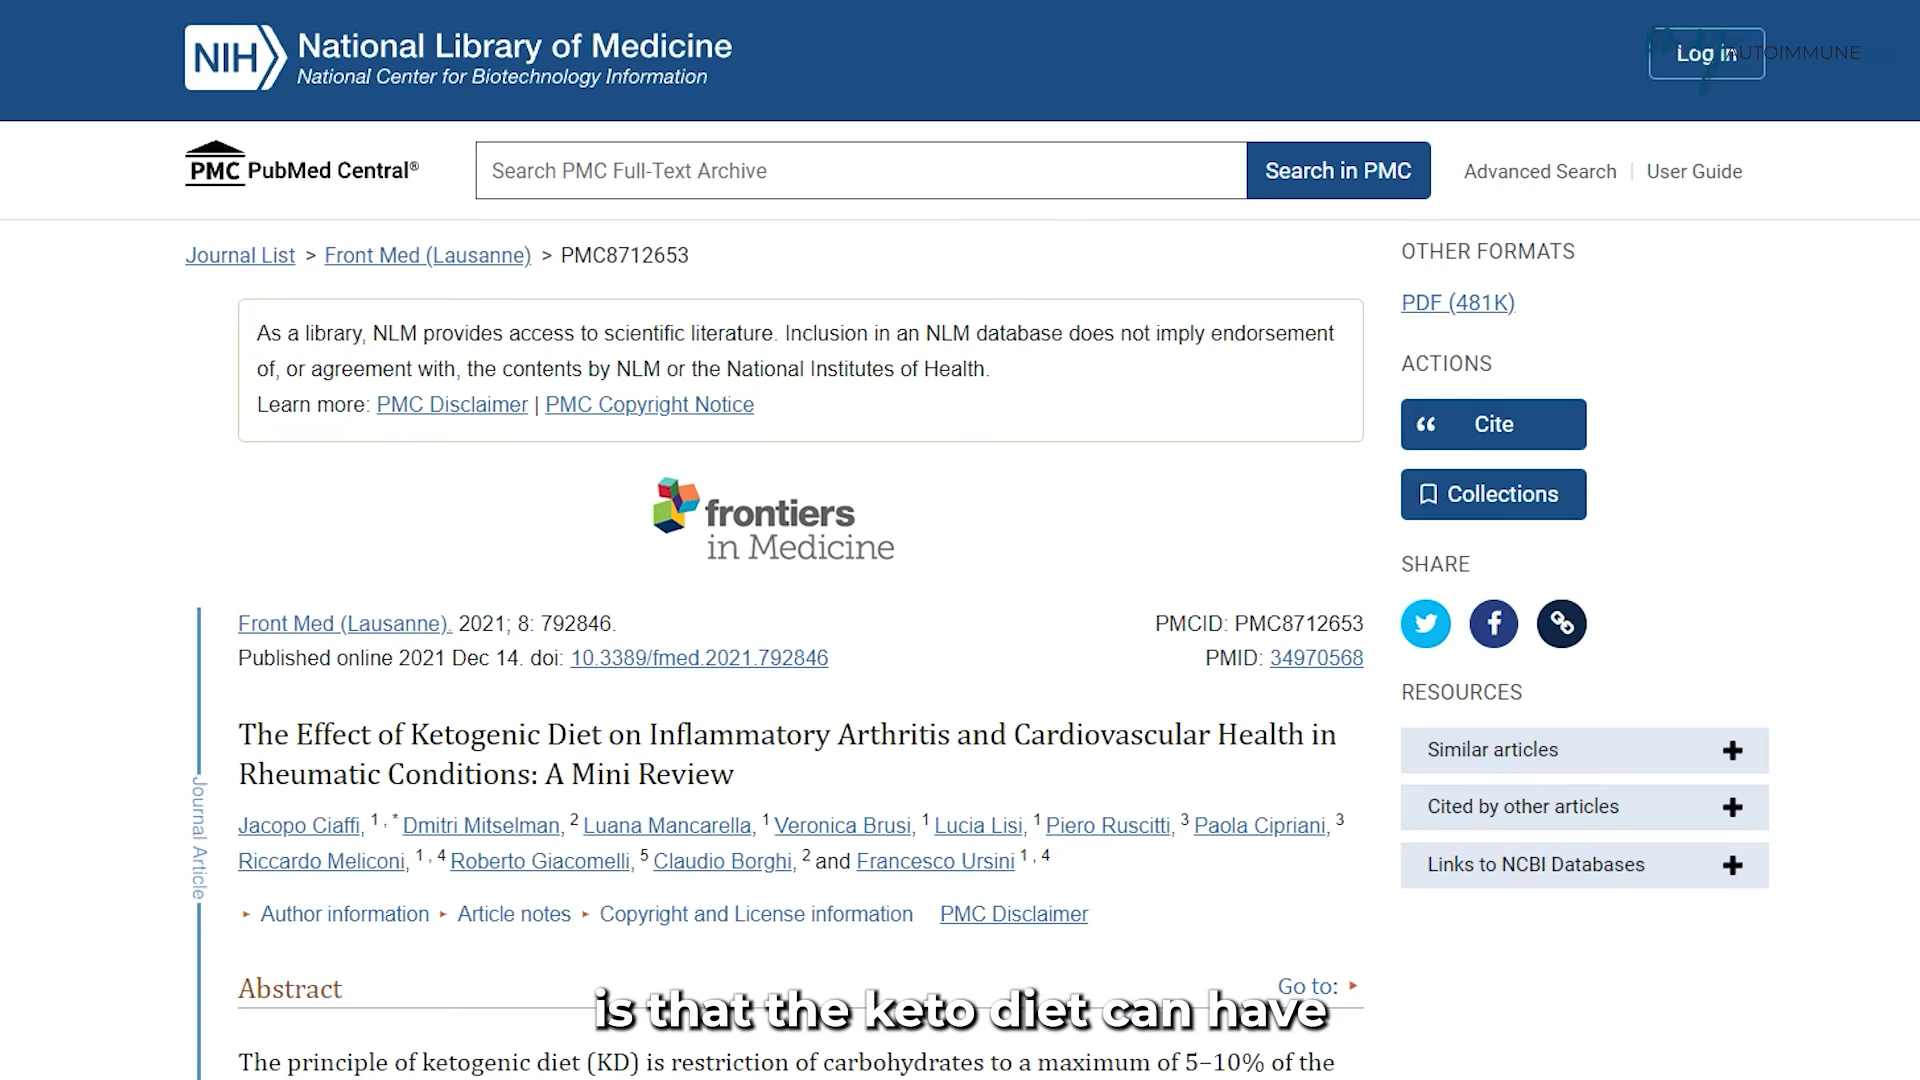 NIH National Library of Medicine
National Center for Biotechnology Information
Log in
AUTOIMMUNE
PMC PubMed Central®
Search PMC Full-Text Archive
Search in PMC
Advanced Search | User Guide
Journal List > Front Med (Lausanne) > PMC8712653
As a library, NLM provides access to scientific literature. Inclusion in an NLM database does not imply endorsement
of, or agreement with, the contents by NLM or the National Institutes of Health.
Learn more: PMC Disclaimer | PMC Copyright Notice
frontiers
in Medicine
Front Med (Lausanne). 2021; 8: 792846.
PMCID: PMC8712653
Published online 2021 Dec 14. doi: 10.3389/fmed.2021.792846
PMID: 34970568
Journal Article
The Effect of Ketogenic Diet on Inflammatory Arthritis and Cardiovascular Health in
Rheumatic Conditions: A Mini Review
Jacopo Ciaffi, 1 , * Dmitri Mitselman, 2 Luana Mancarella, 1 Veronica Brusi, 1 Lucia Lisi, 1 Piero Ruscitti, 3 Paola Cipriani, 3
Riccardo Meliconi, 1 , 4 Roberto Giacomelli, 5 Claudio Borghi, 2 and Francesco Ursini 1 , 4
Author information Article notes Copyright and License information PMC Disclaimer
Abstract
Go to:
is that the keto diet can have
The principle of ketogenic diet (KD) is restriction of carbohydrates to a maximum of 5–10% of the
OTHER FORMATS
PDF (481K)
ACTIONS
Cite
Collections
SHARE
RESOURCES
Similar articles
Cited by other articles
Links to NCBI Databases